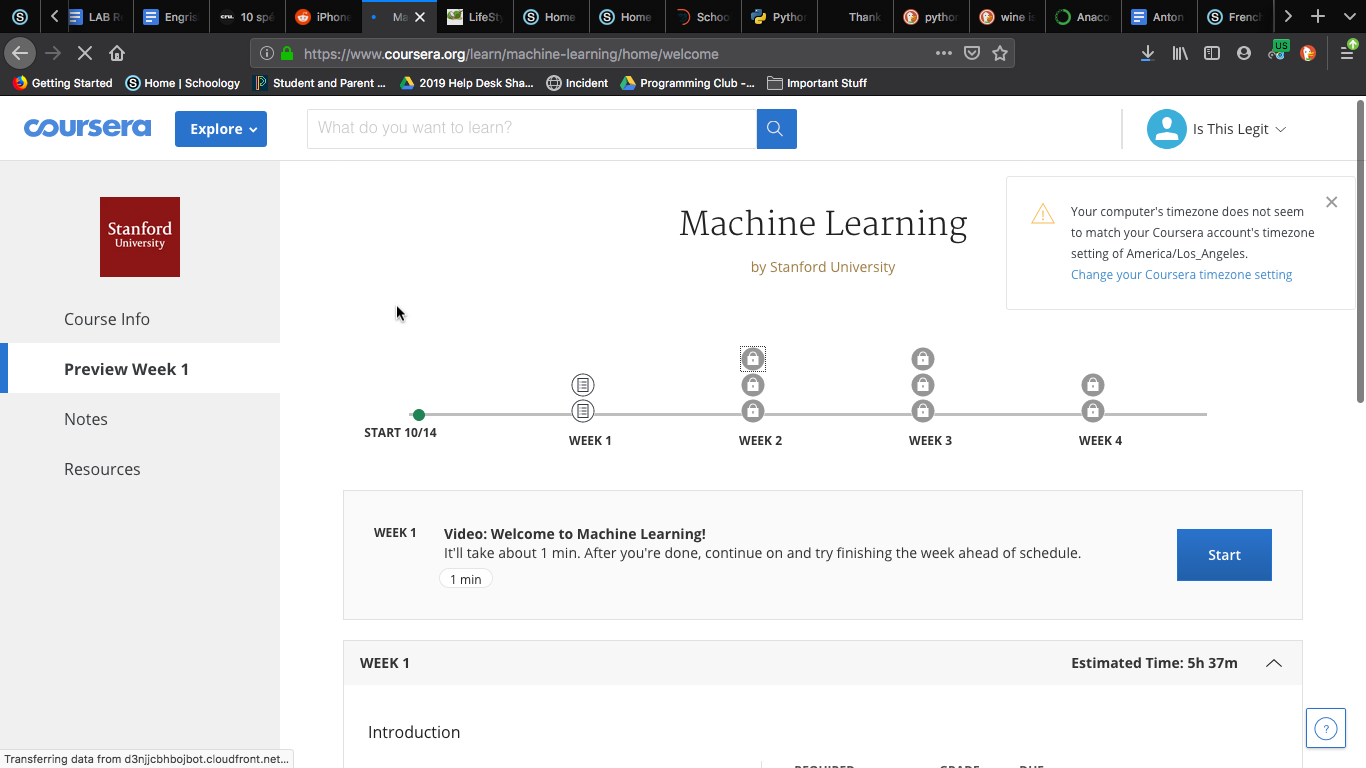 LAB R
Engris
cru. 10 spé
iPhone
Ma
LifeSty
Home
Home
Schoo
Pythor
Thank
python
wine is
Anaco
Anton
French
https://www.coursera.org/learn/machine-learning/home/welcome
US
Getting Started
Home | Schoology
Student and Parent ...
2019 Help Desk Sha...
Incident
Programming Club -...
Important Stuff
coursera
Explore
What do you want to learn?
Is This Legit
Stanford
University
Course Info
Preview Week 1
Notes
Resources
Machine Learning
by Stanford University
Your computer's timezone does not seem
to match your Coursera account's timezone
setting of America/Los_Angeles.
Change your Coursera timezone setting
START 10/14
WEEK 1
WEEK 2
WEEK 3
WEEK 4
WEEK 1
Video: Welcome to Machine Learning!
It'll take about 1 min. After you're done, continue on and try finishing the week ahead of schedule.
1 min
Start
WEEK 1
Estimated Time: 5h 37m
Introduction
REQUIRED
GRADE
DUE
?
Transferring data from d3njjcbhbojbot.cloudfront.net...